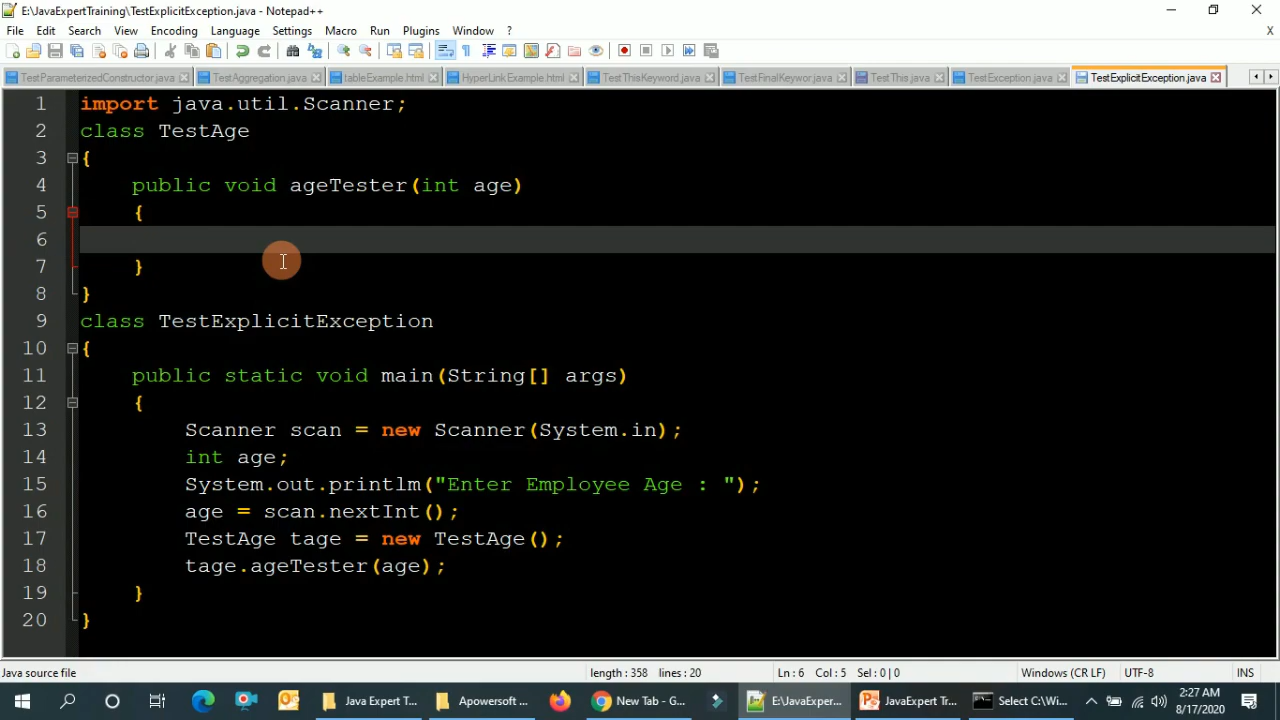 E:\JavaExpertTraining\TestExplicitException.java - Notepad++
File Edit Search View Encoding Language Settings Macro Run Plugins Window ? X
TestParameterizedConstructor.java TestAggregation.java tableExample.html HyperLinkExample.html TestThisKeyword.java TestFinalKeywor.java TestThis.java TestException.java TestExplicitException.java
1 import java.util.Scanner;
2 class TestAge
3 {
4 public void ageTester(int age)
5 {
6
7 }
8 }
9 class TestExplicitException
10 {
11 public static void main(String[] args)
12 {
13 Scanner scan = new Scanner(System.in);
14 int age;
15 System.out.printlm("Enter Employee Age : ");
16 age = scan.nextInt();
17 TestAge tage = new TestAge();
18 tage.ageTester(age);
19 }
20 }
Java source file length : 358 lines : 20 Ln : 6 Col : 5 Sel : 0 | 0 Windows (CR LF) UTF-8 INS
Java Expert T... Apowersoft ... New Tab - G... E:\JavaExper... JavaExpert Tr... Select C:\Win... 2:27 AM
8/17/2020